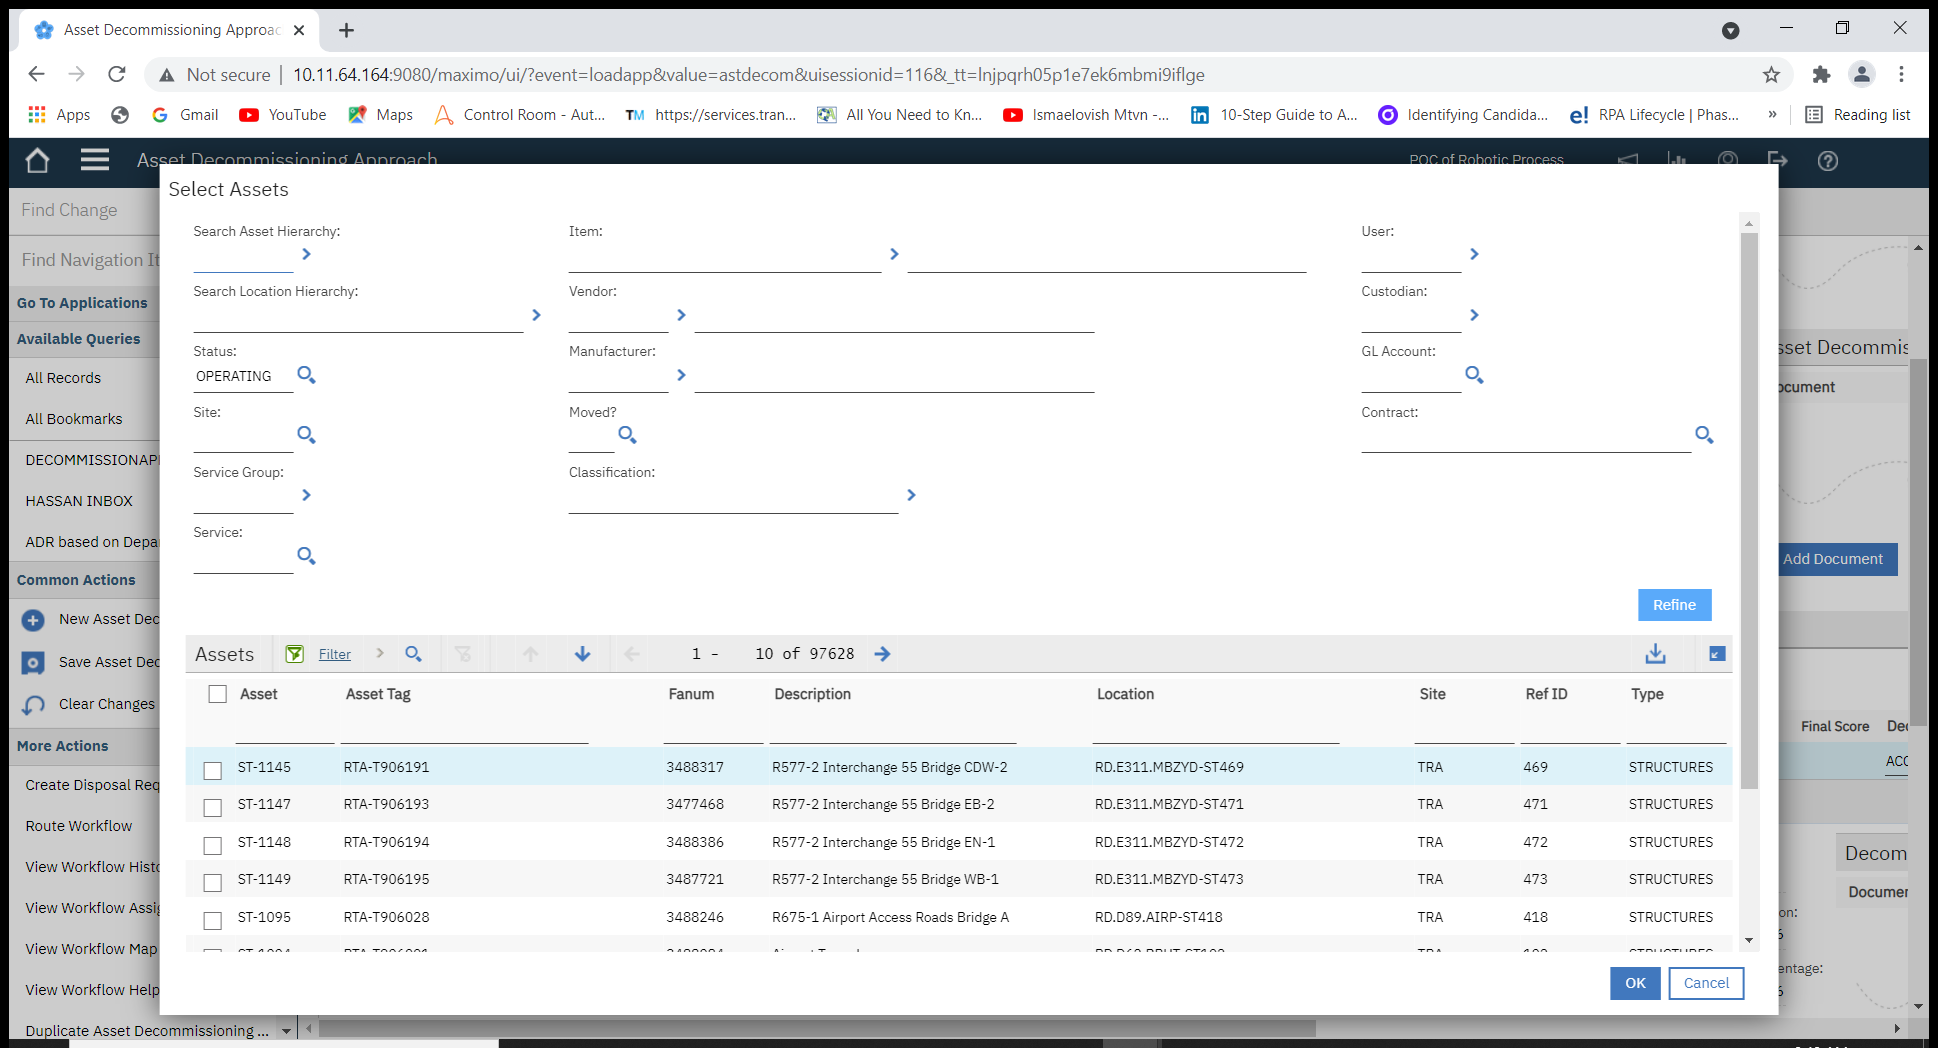 Asset Decommissioning Approac
Not secure | 10.11.64.164:9080/maximo/ui/?event=loadapp&value=astdecom&uisessionid=116&_tt=lnjpqrh05p1e7ek6mbmi9iflge
Apps Gmail YouTube Maps Control Room - Aut... TM https://services.tran... All You Need to Kn... Ismaelovish Mtvn -... 10-Step Guide to A... Identifying Candida... e! RPA Lifecycle | Phas... » Reading list
Asset Decommissioning Approach POC of Robotic Process
Select Assets
Find Change
Find Navigation It
Go To Applications
Available Queries
All Records
All Bookmarks
DECOMMISSIONAPI
HASSAN INBOX
ADR based on Depa
Common Actions
New Asset Dec
Save Asset Dec
Clear Changes
More Actions
Create Disposal Req
Route Workflow
View Workflow Histo
View Workflow Assig
View Workflow Map
View Workflow Help
Duplicate Asset Decommissioning ...
Search Asset Hierarchy: Item: User:
Search Location Hierarchy: Vendor: Custodian:
Status: Manufacturer: GL Account:
OPERATING
Site: Moved? Contract:
Service Group: Classification:
Service:
Refine
Assets Filter 1 - 10 of 97628
Asset Asset Tag Fanum Description Location Site Ref ID Type
ST-1145 RTA-T906191 3488317 R577-2 Interchange 55 Bridge CDW-2 RD.E311.MBZYD-ST469 TRA 469 STRUCTURES
ST-1147 RTA-T906193 3477468 R577-2 Interchange 55 Bridge EB-2 RD.E311.MBZYD-ST471 TRA 471 STRUCTURES
ST-1148 RTA-T906194 3488386 R577-2 Interchange 55 Bridge EN-1 RD.E311.MBZYD-ST472 TRA 472 STRUCTURES
ST-1149 RTA-T906195 3487721 R577-2 Interchange 55 Bridge WB-1 RD.E311.MBZYD-ST473 TRA 473 STRUCTURES
ST-1095 RTA-T906028 3488246 R675-1 Airport Access Roads Bridge A RD.D89.AIRP-ST418 TRA 418 STRUCTURES
OK Cancel
sset Decommis
ocument
Add Document
Final Score Dec
ACC
Decom
Documen
on:
6
entage:
6